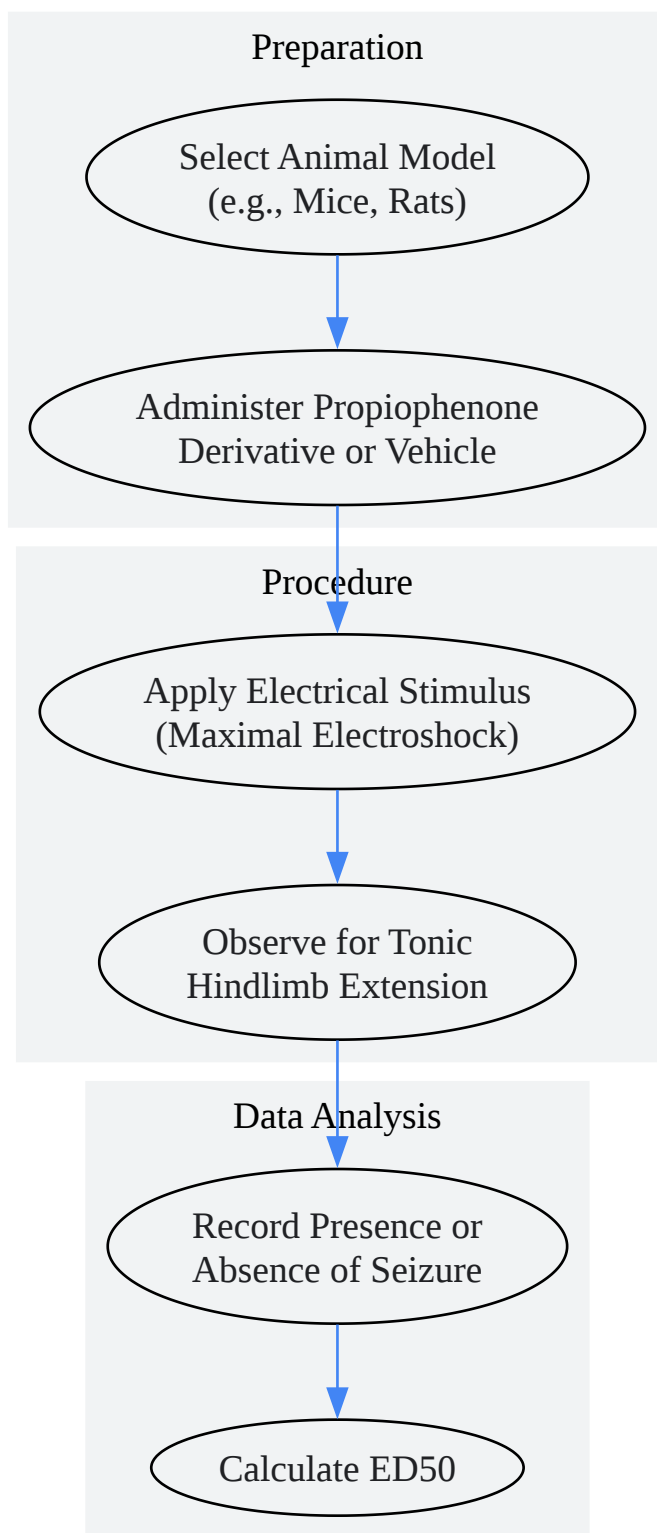 Preparation
Select Animal Model
(e.g., Mice, Rats)
Administer Propiophenone
Derivative or Vehicle
Procedure
Apply Electrical Stimulus
(Maximal Electroshock)
Observe for Tonic
Hindlimb Extension
Data Analysis
Record Presence or
Absence of Seizure
Calculate ED50